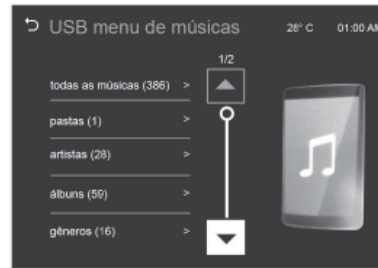 USB menu de músicas
28° C
01:00 AM
1/2
todas as músicas (386) >
pastas (1) >
artistas (28) >
álbuns (59) >
gêneros (16) >